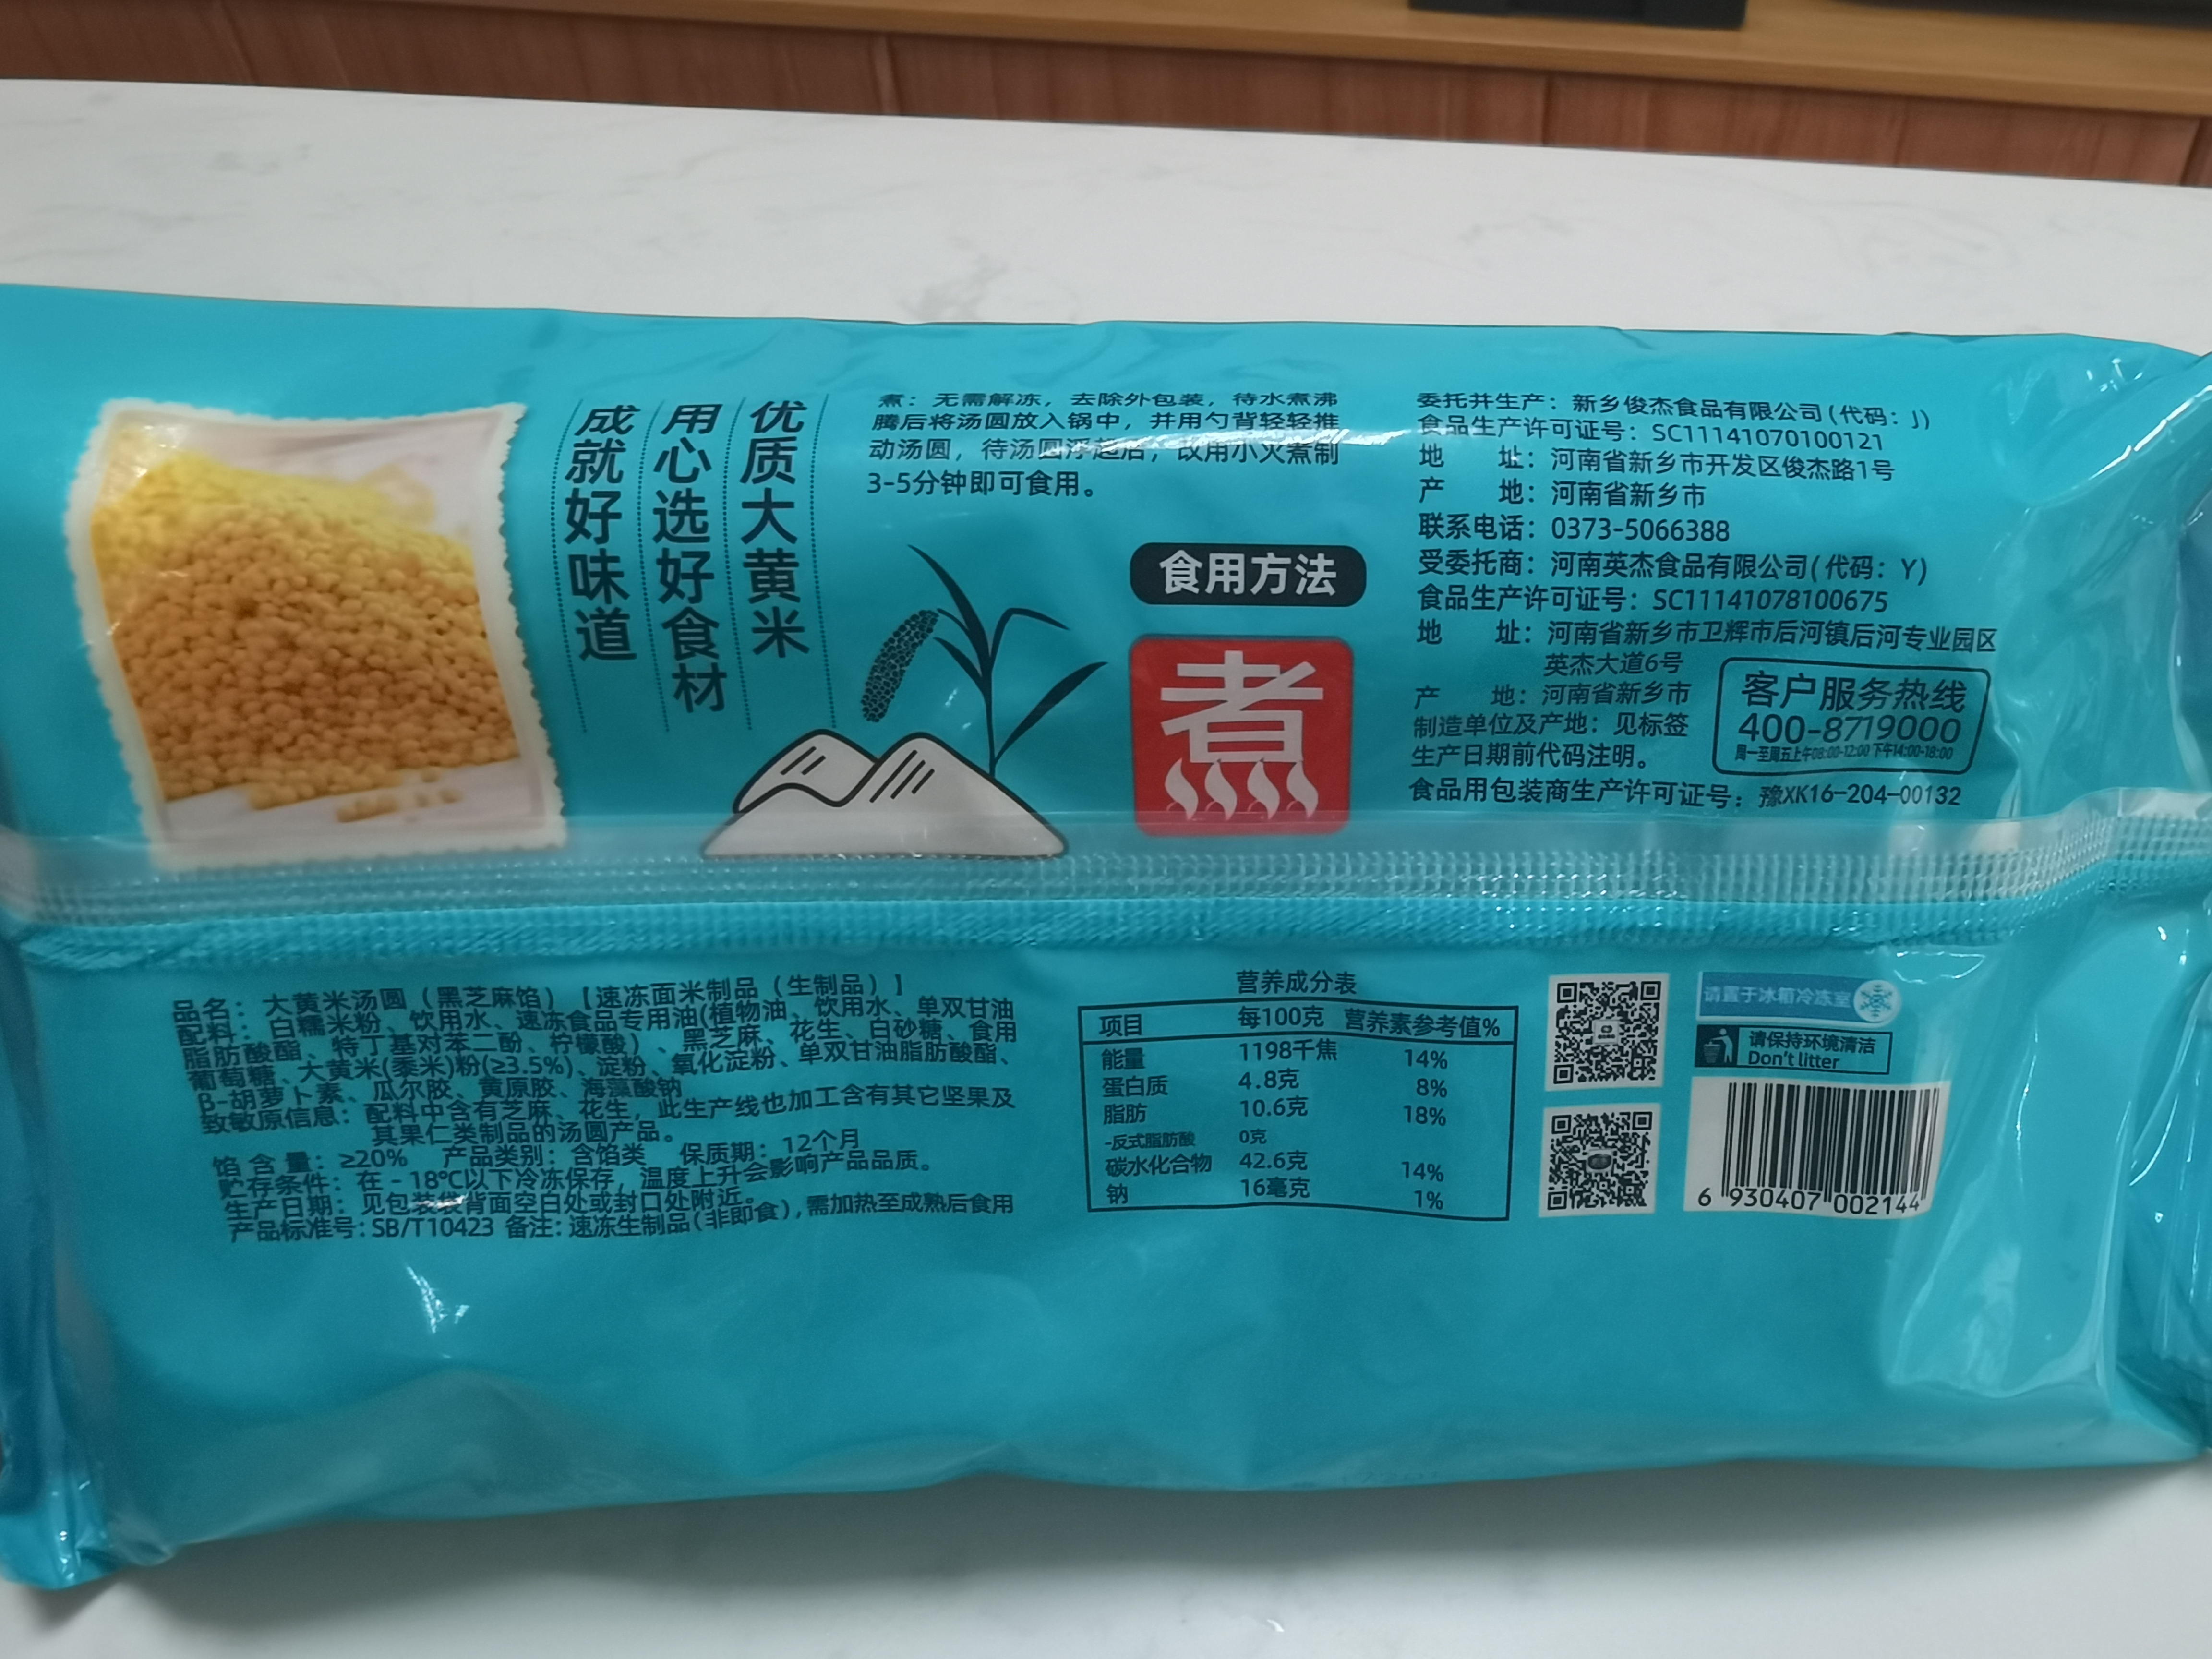 优质大黄米
用心选好食材
成就好味道
煮：无需解冻，去除外包装，待水煮沸
腾后将汤圆放入锅中，并用勺背轻轻推
动汤圆，待汤圆浮起后，改用小火煮制
3-5分钟即可食用。
食用方法
煮
委托并生产：新乡俊杰食品有限公司(代码：J)
食品生产许可证号：SC11141070100121
地 址：河南省新乡市开发区俊杰路1号
产 地：河南省新乡市
联系电话：0373-5066388
受委托商：河南英杰食品有限公司(代码：Y)
食品生产许可证号：SC11141078100675
地 址：河南省新乡市卫辉市后河镇后河专业园区
英杰大道6号
产 地：河南省新乡市
制造单位及产地：见标签
生产日期前代码注明。
食品用包装商生产许可证号：豫XK16-204-00132
客户服务热线
400-8719000
周一至周五上午08:00-12:00 下午14:00-18:00
品名：大黄米汤圆（黑芝麻馅）【速冻面米制品（生制品）】
配料：白糯米粉、饮用水、速冻食品专用油(植物油、饮用水、单双甘油
脂肪酸酯、特丁基对苯二酚、柠檬酸）、黑芝麻、花生、白砂糖、食用
葡萄糖、大黄米(黍米)粉(≥3.5%)、淀粉、氧化淀粉、单双甘油脂肪酸酯、
β-胡萝卜素、瓜尔胶、黄原胶、海藻酸钠
致敏原信息：配料中含有芝麻、花生，此生产线也加工含有其它坚果及
其果仁类制品的汤圆产品。
馅含量：≥20% 产品类别：含馅类 保质期：12个月
贮存条件：在-18℃以下冷冻保存，温度上升会影响产品品质。
生产日期：见包装袋背面空白处或封口处附近。
产品标准号：SB/T10423 备注：速冻生制品(非即食)，需加热至成熟后食用
营养成分表
项目 每100克 营养素参考值%
能量 1198千焦 14%
蛋白质 4.8克 8%
脂肪 10.6克 18%
-反式脂肪酸 0克
碳水化合物 42.6克 14%
钠 16毫克 1%
请置于冰箱冷冻室
请保持环境清洁
Don't litter
6 930407 002144